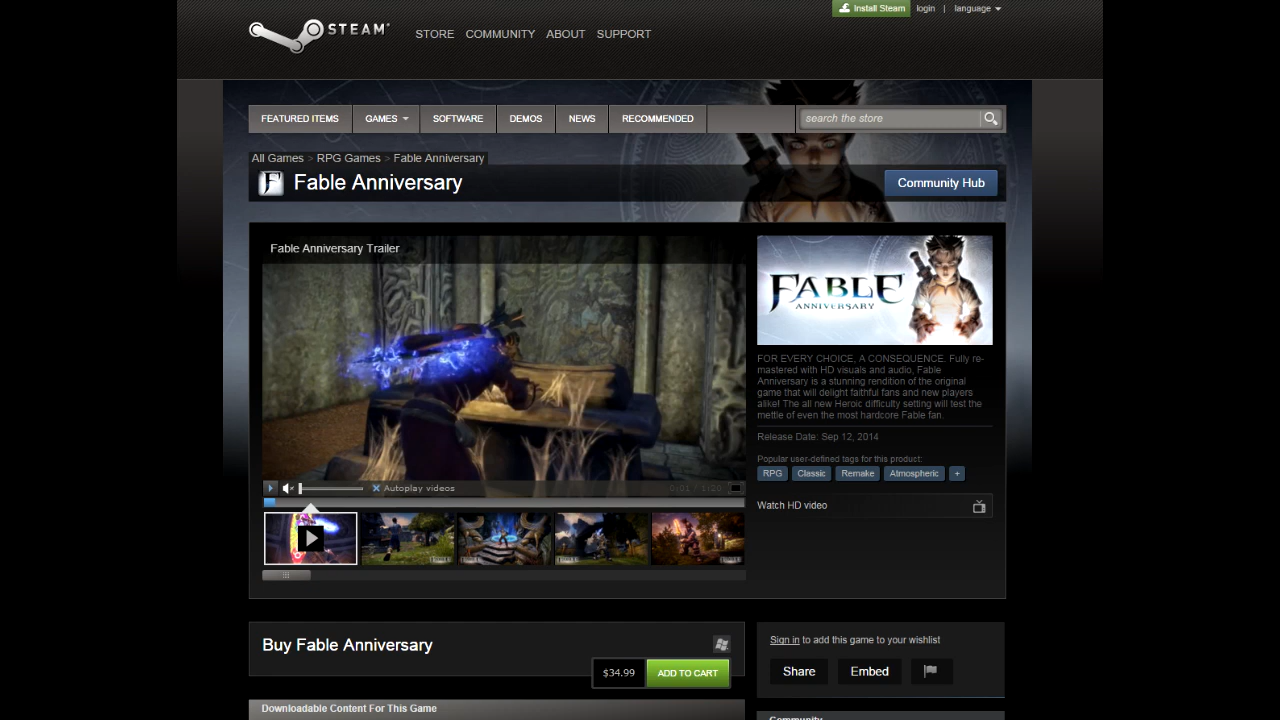 Install Steam login | language
STEAM
STORE COMMUNITY ABOUT SUPPORT
FEATURED ITEMS GAMES SOFTWARE DEMOS NEWS RECOMMENDED search the store
All Games > RPG Games > Fable Anniversary
F Fable Anniversary Community Hub
Fable Anniversary Trailer
FABLE
ANNIVERSARY
FOR EVERY CHOICE, A CONSEQUENCE. Fully re-
mastered with HD visuals and audio, Fable
Anniversary is a stunning rendition of the original
game that will delight faithful fans and new players
alike! The all new Heroic difficulty setting will test the
mettle of even the most hardcore Fable fan.
Release Date: Sep 12, 2014
Popular user-defined tags for this product:
RPG Classic Remake Atmospheric +
Autoplay videos 0:01 / 1:20
Watch HD video
Buy Fable Anniversary
$34.99 ADD TO CART
Sign in to add this game to your wishlist
Share Embed
Downloadable Content For This Game
Community